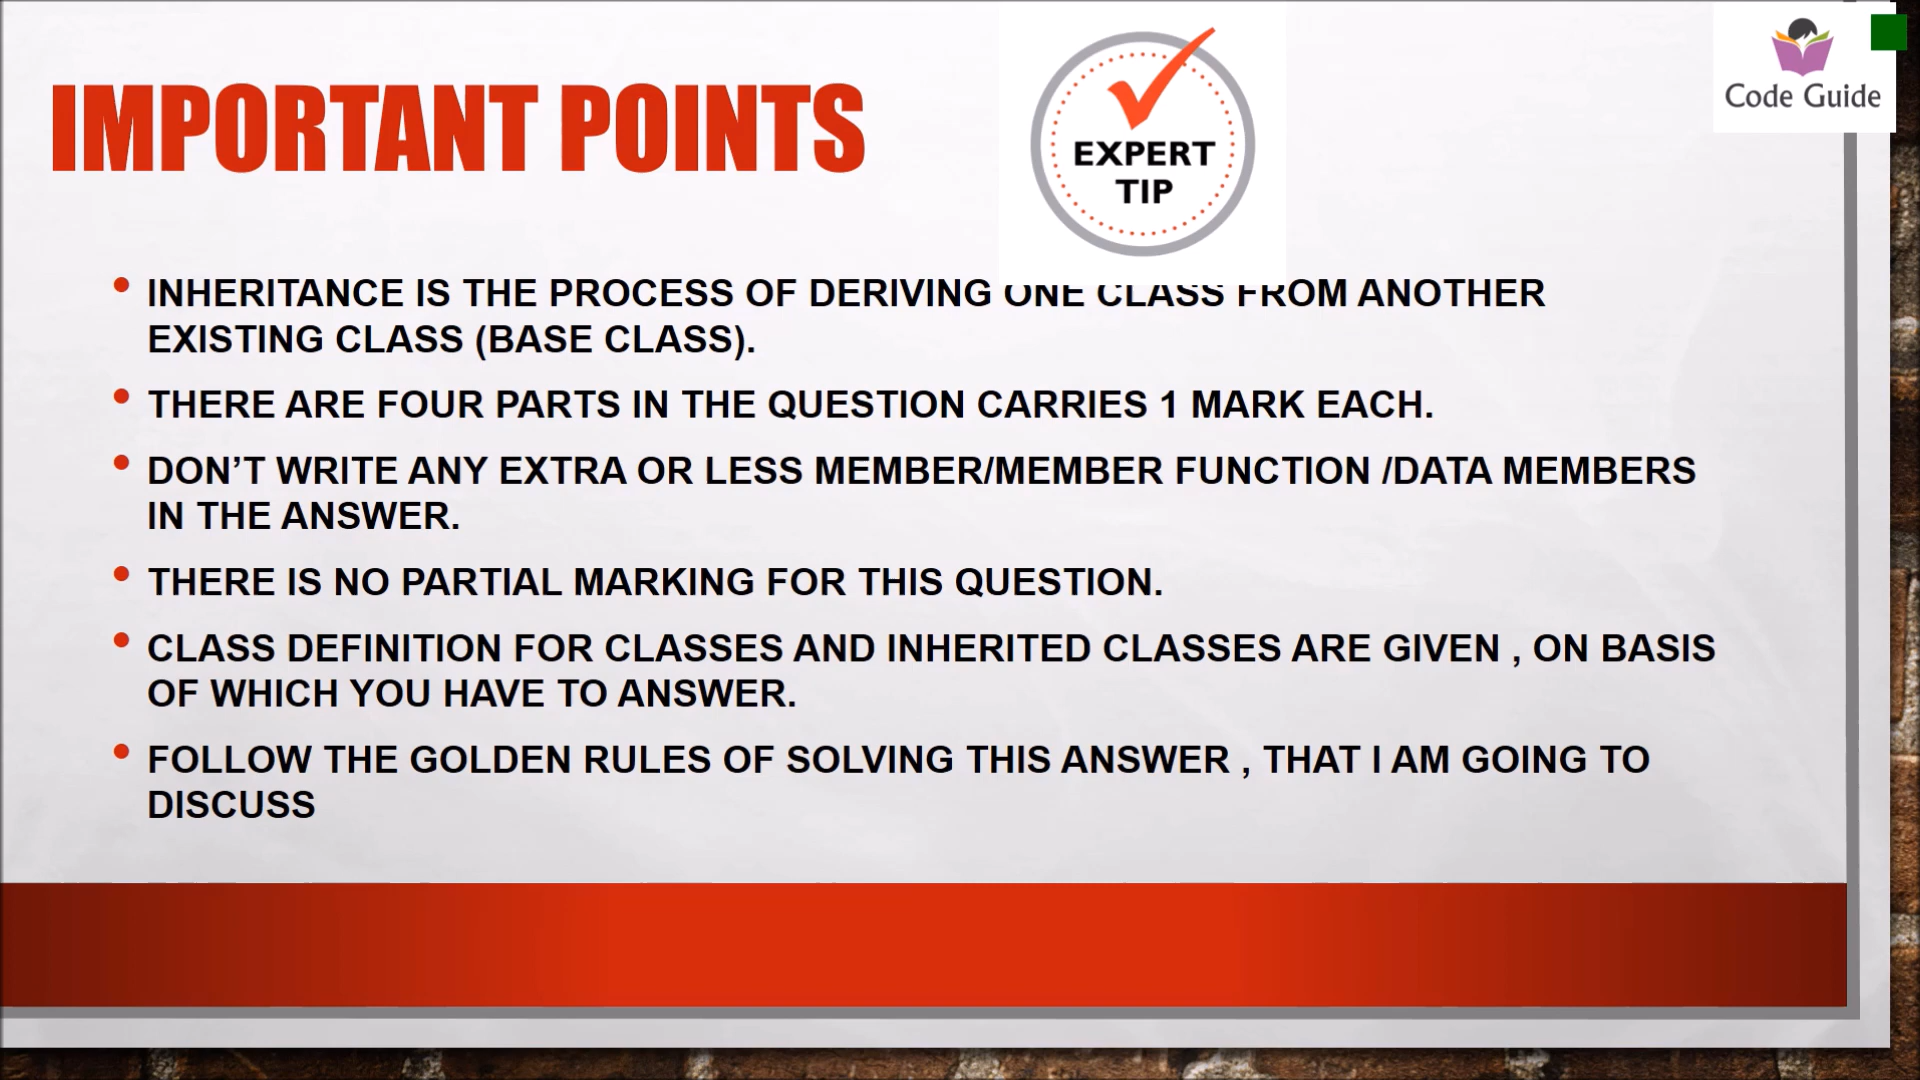 IMPORTANT POINTS
EXPERT
TIP
Code Guide
• INHERITANCE IS THE PROCESS OF DERIVING ONE CLASS FROM ANOTHER
EXISTING CLASS (BASE CLASS).
• THERE ARE FOUR PARTS IN THE QUESTION CARRIES 1 MARK EACH.
• DON’T WRITE ANY EXTRA OR LESS MEMBER/MEMBER FUNCTION /DATA MEMBERS
IN THE ANSWER.
• THERE IS NO PARTIAL MARKING FOR THIS QUESTION.
• CLASS DEFINITION FOR CLASSES AND INHERITED CLASSES ARE GIVEN , ON BASIS
OF WHICH YOU HAVE TO ANSWER.
• FOLLOW THE GOLDEN RULES OF SOLVING THIS ANSWER , THAT I AM GOING TO
DISCUSS